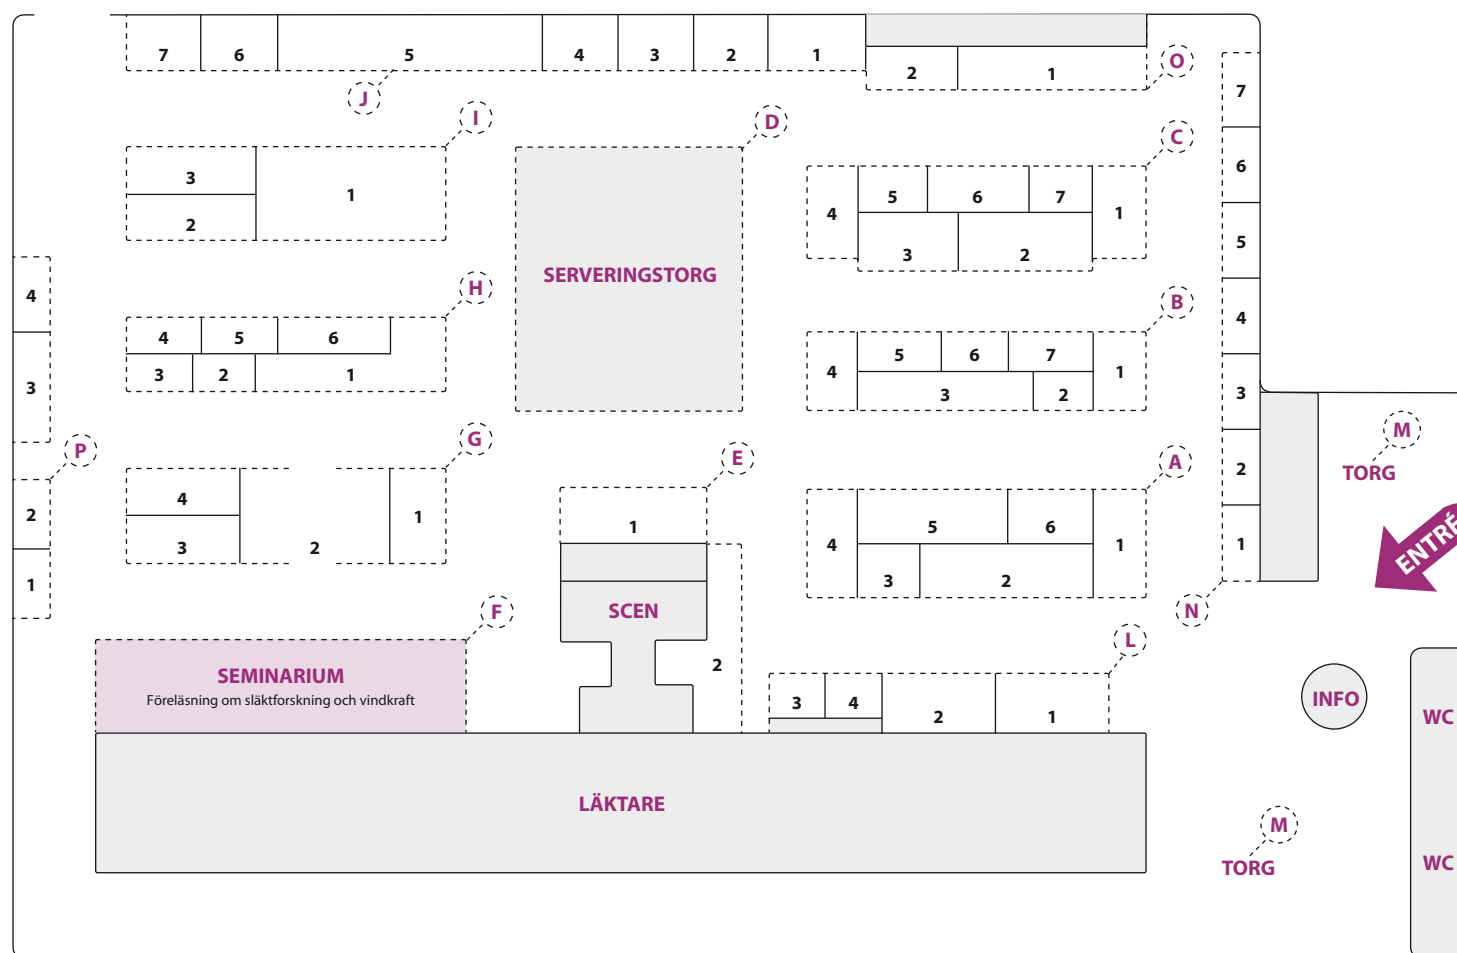 7 6 5 4 3 2 1
2 1
O
J
I
D
C
7
6
5
4
3
2
1
3
2
1
4 5 6 7 1
3 2
SERVERINGSTORG
4
3
2
1
P
H
4 5 6
3 2 1
B
4 5 6 7 1
3 2
G
4
3
2
1
E
1
2
SCEN
A
4 5 6 1
3 2
M
TORG
ENTRÉ
N
F
SEMINARIUM
Föreläsning om släktforskning och vindkraft
L
3 4 2 1
INFO
WC
LÄKTARE
M
TORG
WC